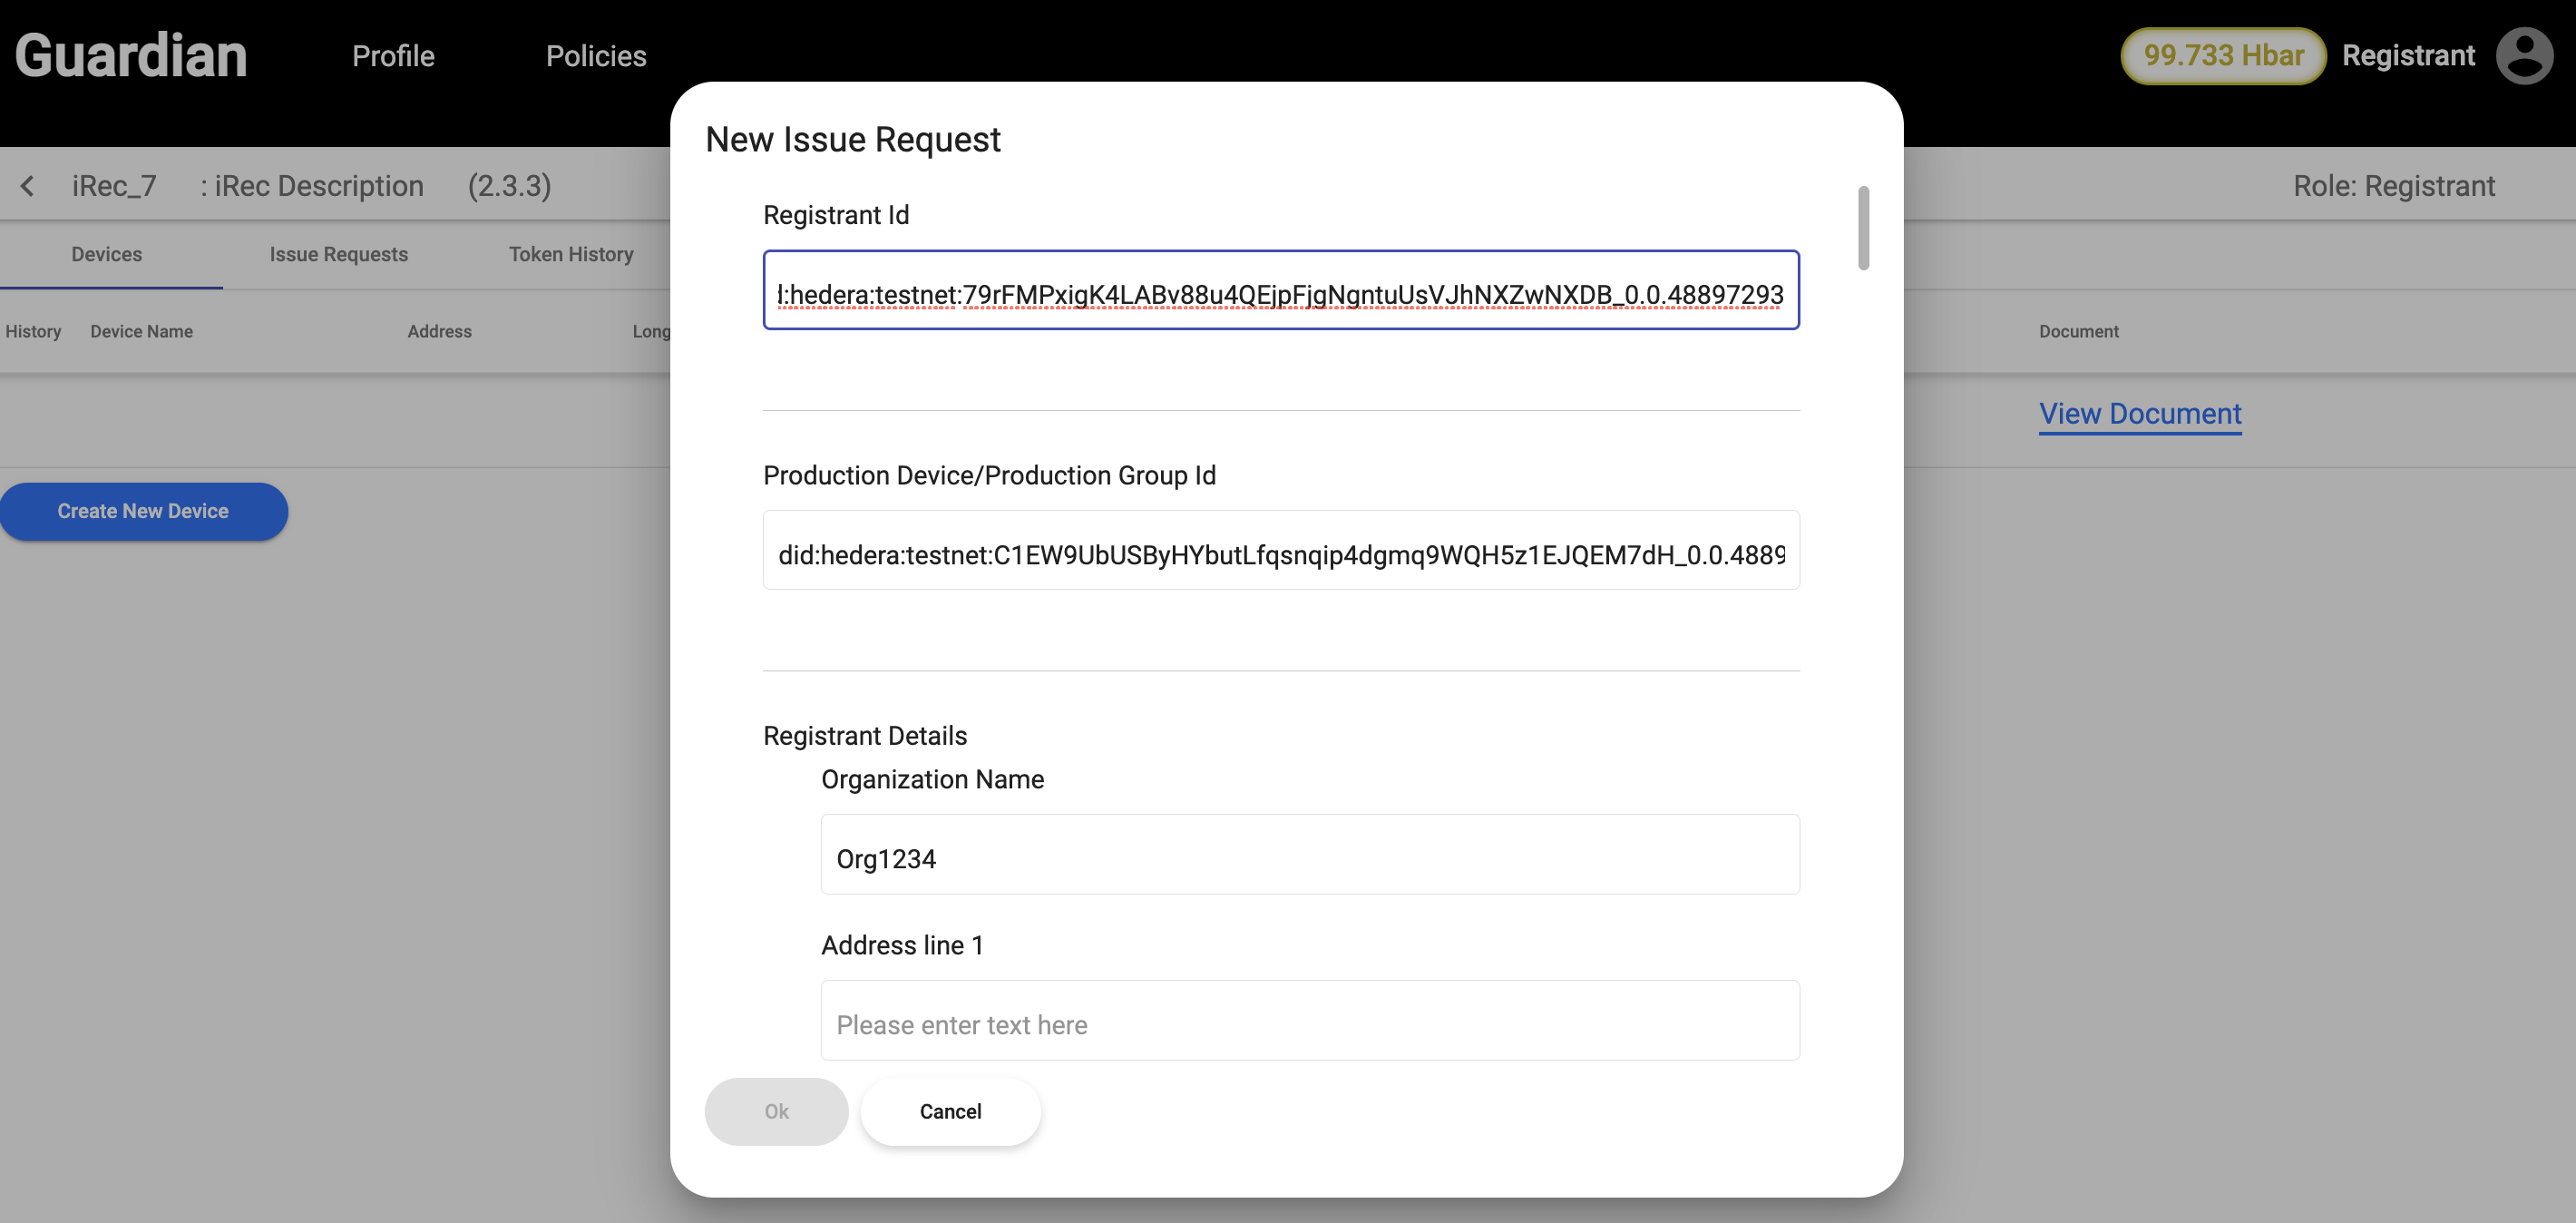 Guardian Profile Policies 99.733 Hbar Registrant
New Issue Request
iRec_7 : iRec Description (2.3.3) Role: Registrant
Registrant Id
Devices Issue Requests Token History
:hedera:testnet:79rFMPxigK4LABv88u4QEjpFjgNgntuUsVJhNXZwNXDB_0.0.48897293
History Device Name Address Long Document
View Document
Production Device/Production Group Id
Create New Device
did:hedera:testnet:C1EW9UbUSByHYbutLfqsnqip4dgmq9WQH5z1EJQEM7dH_0.0.4889
Registrant Details
Organization Name
Org1234
Address line 1
Please enter text here
Ok Cancel